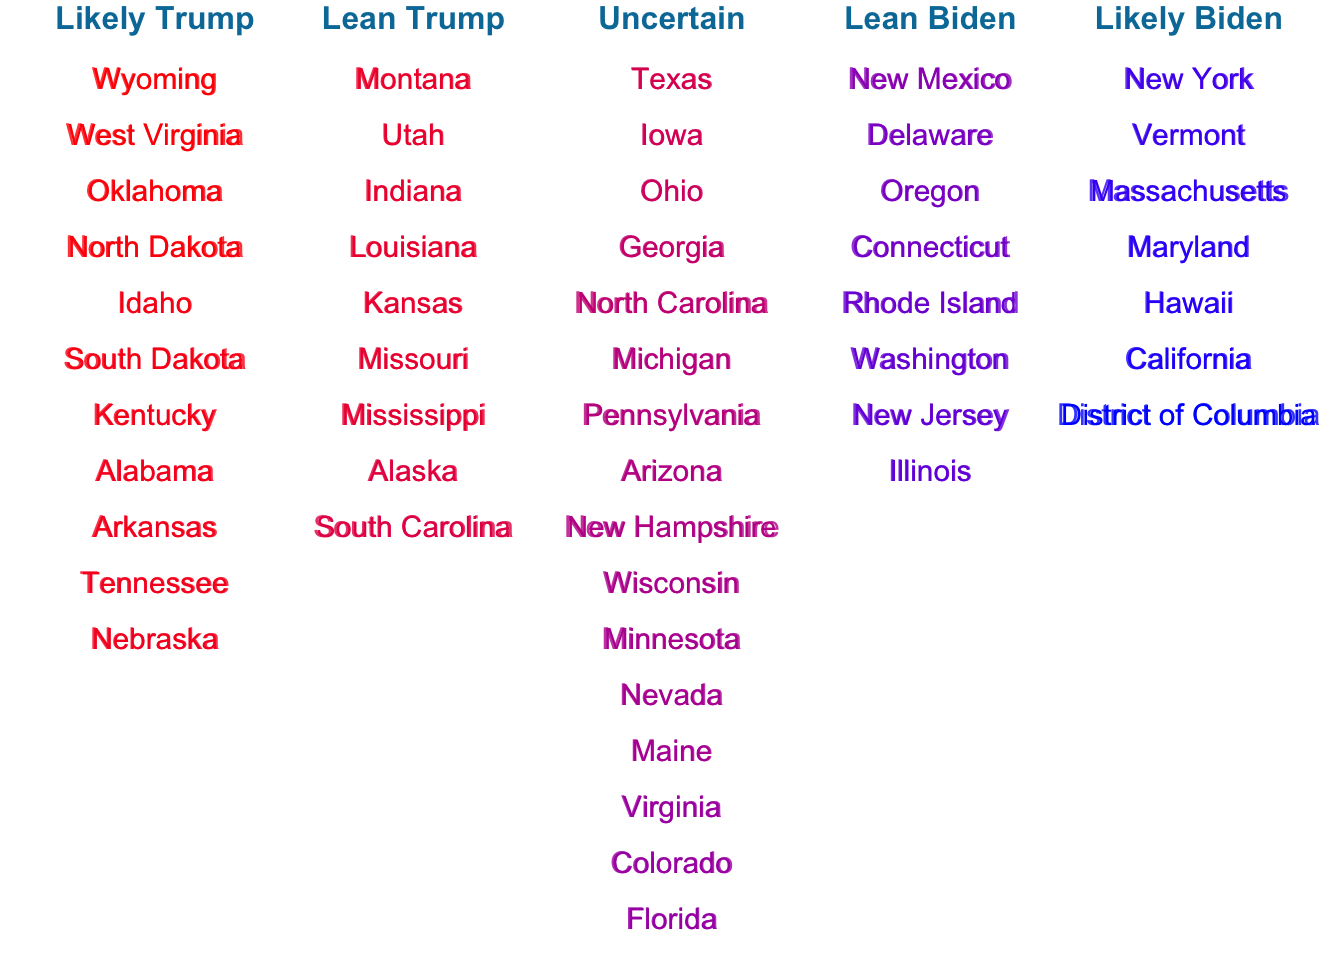 Likely Trump Lean Trump Uncertain Lean Biden Likely Biden
Wyoming Montana Texas New Mexico New York
West Virginia Utah Iowa Delaware Vermont
Oklahoma Indiana Ohio Oregon Massachusetts
North Dakota Louisiana Georgia Connecticut Maryland
Idaho Kansas North Carolina Rhode Island Hawaii
South Dakota Missouri Michigan Washington California
Kentucky Mississippi Pennsylvania New Jersey District of Columbia
Alabama Alaska Arizona Illinois
Arkansas South Carolina New Hampshire
Tennessee Wisconsin
Nebraska Minnesota
Nevada
Maine
Virginia
Colorado
Florida